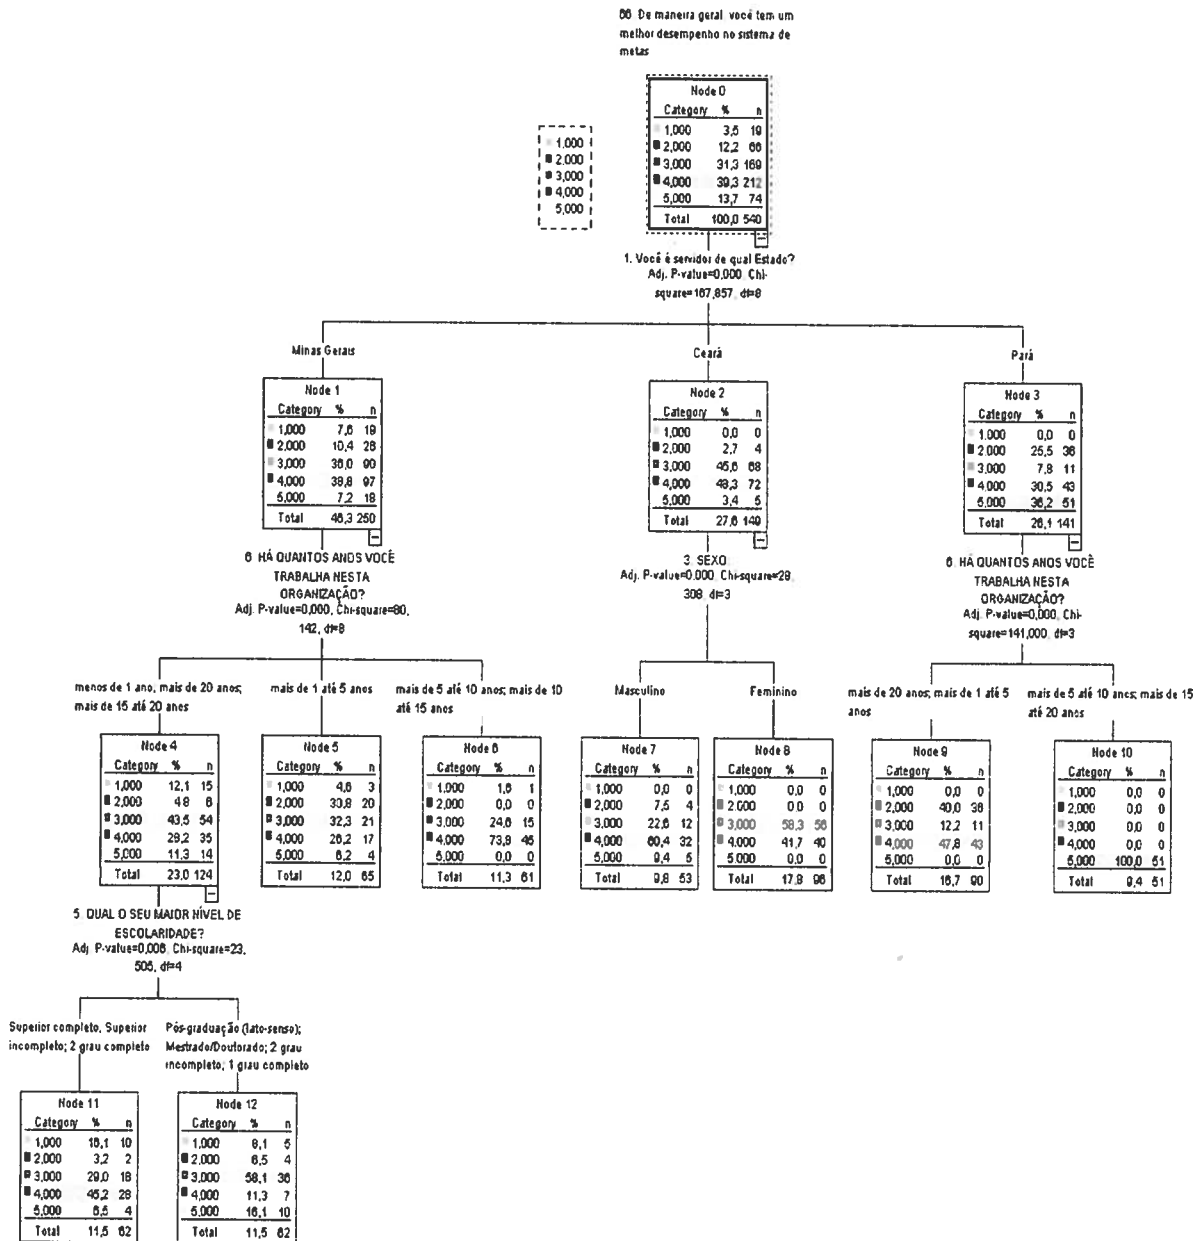 66 De maneira geral você tem um
melhor desempenho no sistema de
metas
1,000
2,000
3,000
4,000
5,000
Node 0
Category % n
1,000 3,5 19
2,000 12,2 66
3,000 31,3 169
4,000 39,3 212
5,000 13,7 74
Total 100,0 540
1. Você é servidor de qual Estado?
Adj. P-value=0,000 Chi-
square=167,857, df=8
Minas Gerais
Ceará
Pará
Node 1
Category % n
1,000 7,6 19
2,000 10,4 26
3,000 36,0 90
4,000 38,8 97
5,000 7,2 18
Total 46,3 250
6 HÁ QUANTOS ANOS VOCÊ
TRABALHA NESTA
ORGANIZAÇÃO?
Adj. P-value=0,000, Chi-square=80,
142, df=8
Node 2
Category % n
1,000 0,0 0
2,000 2,7 4
3,000 45,6 68
4,000 48,3 72
5,000 3,4 5
Total 27,6 149
3. SEXO
Adj. P-value=0,000 Chi-square=28,
308, df=3
Node 3
Category % n
1.000 0,0 0
2 000 25,5 36
3,000 7,8 11
4 000 30,5 43
5,000 36,2 51
Total 26,1 141
6. HÁ QUANTOS ANOS VOCÊ
TRABALHA NESTA
ORGANIZAÇÃO?
Adj. P-value=0,000, Chi-
square=141,000, df=3
menos de 1 ano, mais de 20 anos;
mais de 15 até 20 anos
mais de 1 até 5 anos
mais de 5 até 10 anos; mais de 10
até 15 anos
Masculino
Feminino
mais de 20 anos; mais de 1 até 5
anos
mais de 5 até 10 anos; mais de 15
até 20 anos
Node 4
Category % n
1,000 12,1 15
2,000 4,8 6
3,000 43,5 54
4,000 28,2 35
5,000 11,3 14
Total 23,0 124
5. QUAL O SEU MAIOR NÍVEL DE
ESCOLARIDADE?
Adj. P-value=0,006, Chi-square=23,
505, df=4
Node 5
Category % n
1,000 4,6 3
2,000 30,8 20
3,000 32,3 21
4,000 26,2 17
5,000 6,2 4
Total 12,0 65
Node 6
Category % n
1,000 1,6 1
2,000 0,0 0
3,000 24,6 15
4,000 73,8 45
5,000 0,0 0
Total 11,3 61
Node 7
Category % n
1,000 0,0 0
2,000 7,5 4
3,000 22,6 12
4,000 60,4 32
5,000 9,4 5
Total 9,8 53
Node 8
Category % n
1,000 0,0 0
2 000 0,0 0
3,000 58,3 56
4,000 41,7 40
5,000 0,0 0
Total 17,8 96
Node 9
Category % n
1,000 0,0 0
2,000 40,0 36
3,000 12,2 11
4,000 47,8 43
5,000 0,0 0
Total 16,7 90
Node 10
Category % n
1,000 0,0 0
2,000 0,0 0
3,000 0,0 0
4,000 0,0 0
5,000 100,0 51
Total 9,4 51
Superior completo, Superior
incompleto; 2 grau completo
Pós-graduação (lato-senso);
Mestrado/Doutorado; 2 grau
incompleto; 1 grau completo
Node 11
Category % n
1,000 16,1 10
2,000 3,2 2
3,000 29,0 18
4,000 45,2 28
5,000 6,5 4
Total 11,5 62
Node 12
Category % n
1,000 8,1 5
2,000 6,5 4
3,000 58,1 36
4,000 11,3 7
5,000 16,1 10
Total 11,5 62